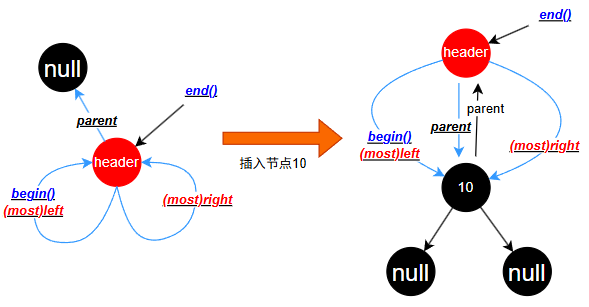 null
parent
end()
header
begin()
(most)left
(most)right
插入节点10
end()
header
parent
parent
begin()
(most)left
(most)right
10
null
null